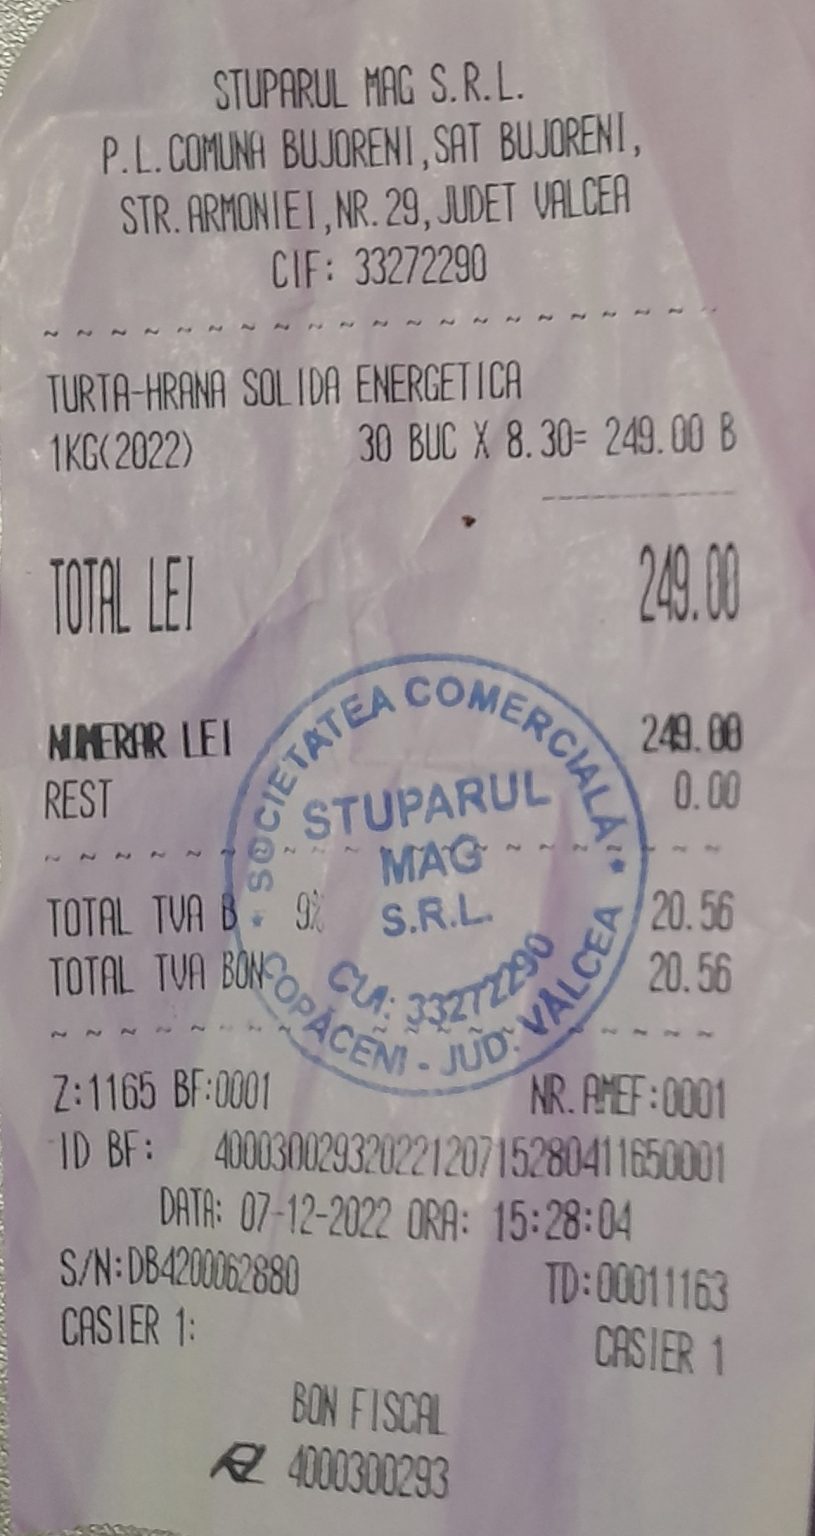 STUPARUL MAG S.R.L.
P.L.COMUNA BUJORENI,SAT BUJORENI,
STR.ARMONIEI,NR.29,JUDET VALCEA
CIF: 33272290
~ ~ ~ ~ ~ ~ ~ ~ ~ ~ ~ ~ ~ ~ ~ ~ ~ ~ ~ ~ ~
TURTA-HRANA SOLIDA ENERGETICA
1KG(2022) 30 BUC X 8.30= 249.00 B
TOTAL LEI 249.00
NUMERAR LEI 249.00
REST 0.00
~ ~ ~ ~ ~ ~ ~ ~ ~ ~ ~ ~ ~ ~ ~ ~ ~ ~ ~ ~ ~
TOTAL TVA B 9% 20.56
TOTAL TVA BON 20.56
~ ~ ~ ~ ~ ~ ~ ~ ~ ~ ~ ~ ~ ~ ~ ~ ~ ~ ~ ~ ~
SOCIETATEA COMERCIALĂ
STUPARUL
MAG
S.R.L.
CUI: 33272290
COPĂCENI - JUD. VÂLCEA
Z:1165 BF:0001 NR.AMEF:0001
ID BF: 40003002932022120715280411650001
DATA: 07-12-2022 ORA: 15:28:04
S/N:DB4200062880 TD:00011163
CASIER 1: CASIER 1
BON FISCAL
4000300293